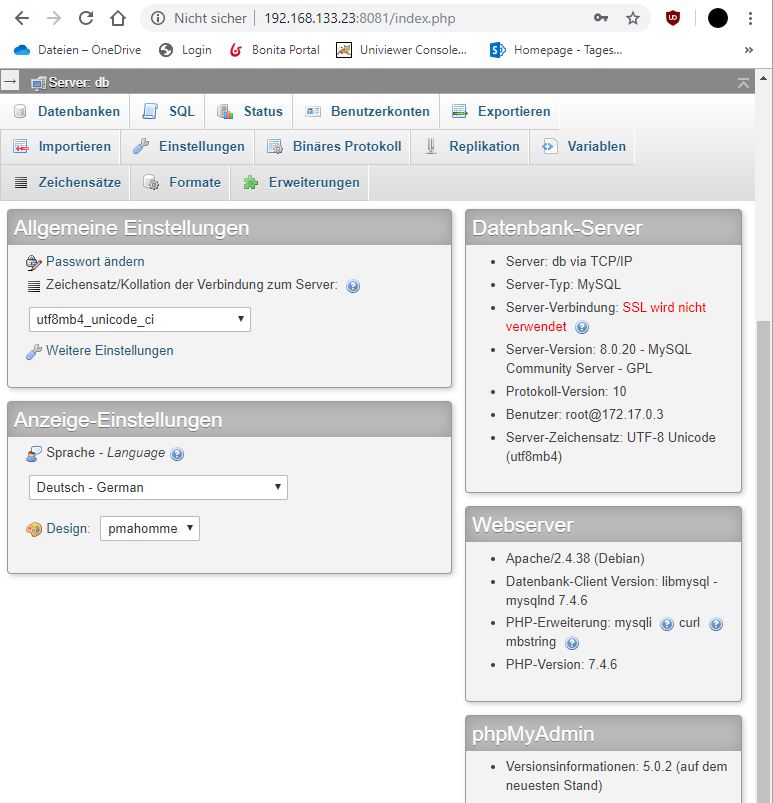 Nicht sicher
192.168.133.23:8081/index.php
Dateien – OneDrive
Login
Bonita Portal
Univiewer Console...
Homepage - Tages...
»
Server: db
Datenbanken
SQL
Status
Benutzerkonten
Exportieren
Importieren
Einstellungen
Binäres Protokoll
Replikation
Variablen
Zeichensätze
Formate
Erweiterungen
Allgemeine Einstellungen
Passwort ändern
Zeichensatz/Kollation der Verbindung zum Server:
utf8mb4_unicode_ci
Weitere Einstellungen
Anzeige-Einstellungen
Sprache - Language
Deutsch - German
Design:
pmahomme
Datenbank-Server
• Server: db via TCP/IP
• Server-Typ: MySQL
• Server-Verbindung: SSL wird nicht
verwendet
• Server-Version: 8.0.20 - MySQL
Community Server - GPL
• Protokoll-Version: 10
• Benutzer: root@172.17.0.3
• Server-Zeichensatz: UTF-8 Unicode
(utf8mb4)
Webserver
• Apache/2.4.38 (Debian)
• Datenbank-Client Version: libmysql -
mysqlnd 7.4.6
• PHP-Erweiterung: mysqli curl
mbstring
• PHP-Version: 7.4.6
phpMyAdmin
• Versionsinformationen: 5.0.2 (auf dem
neuesten Stand)